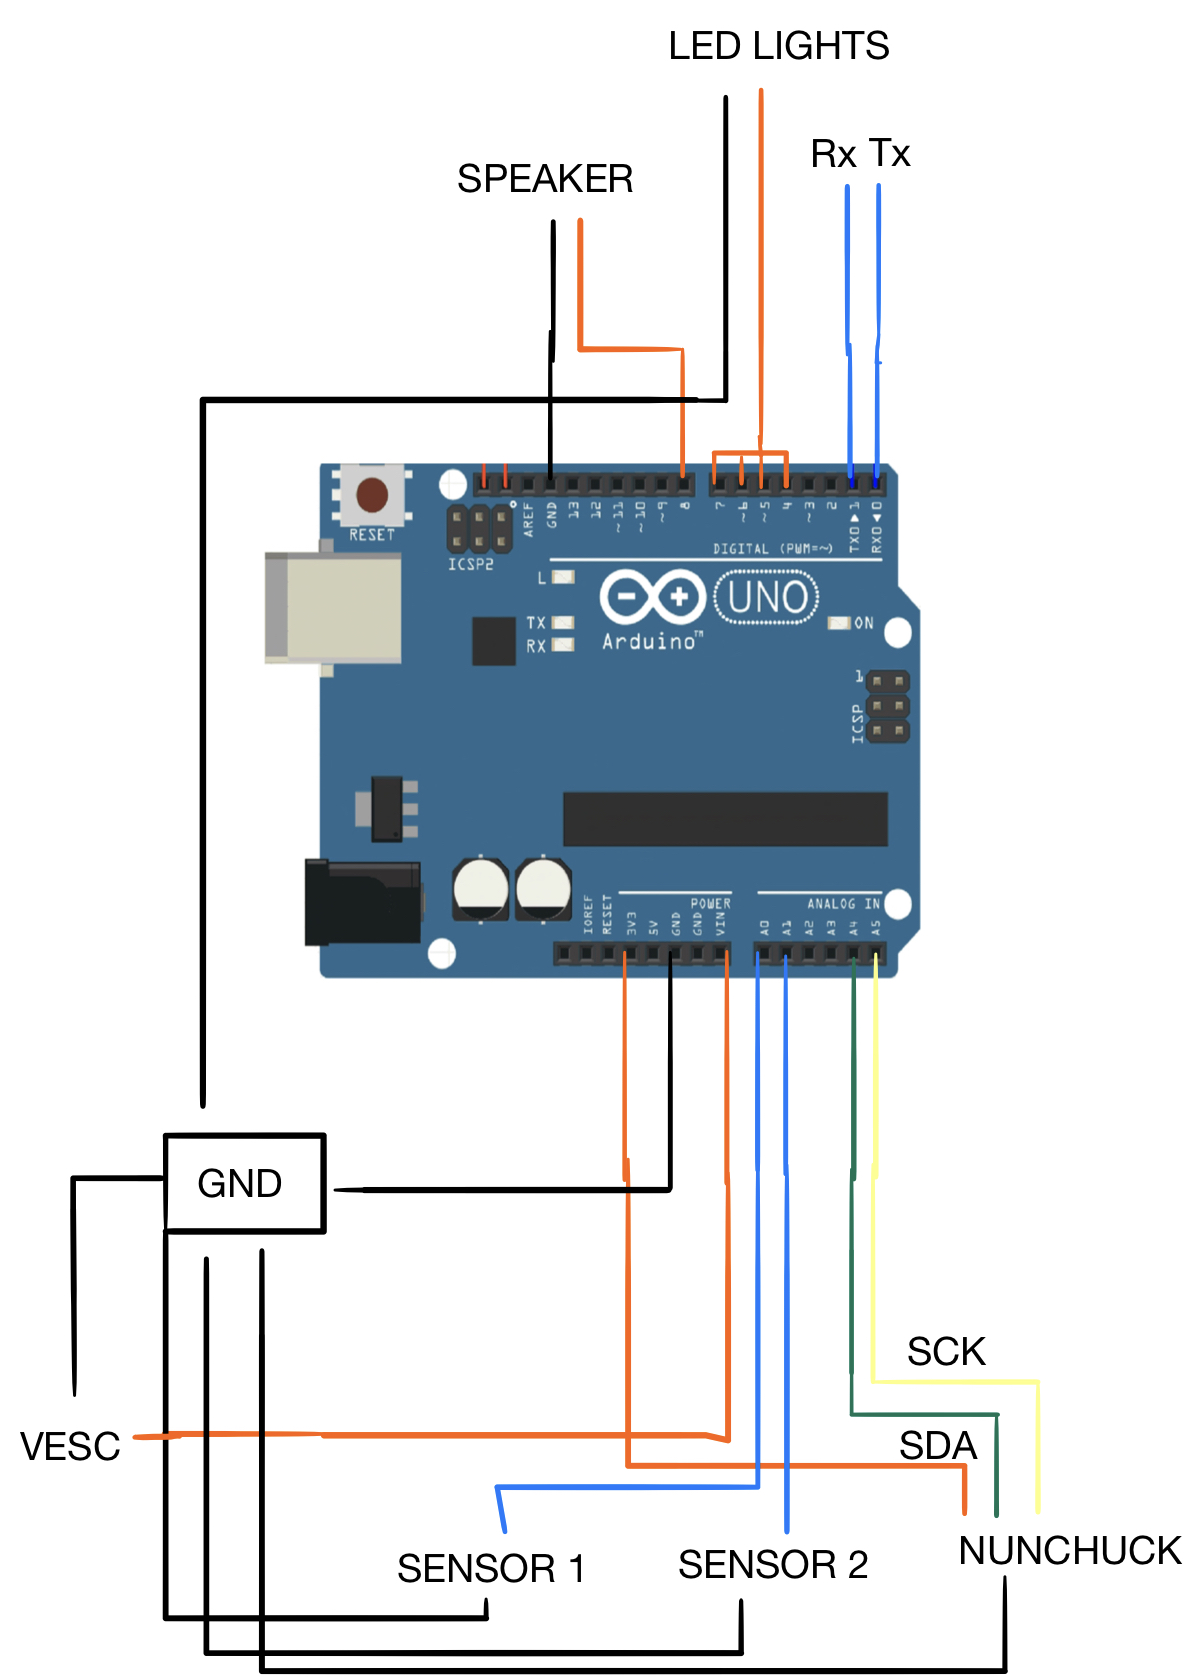 LED LIGHTS
Rx Tx
SPEAKER
RESET
ICSP2
AREF
GND
13
12
~11
~10
~9
8
7
~6
~5
4
~3
2
TX0▶1
RX0◀0
DIGITAL (PWM=~)
L
TX
RX
Arduino™
UNO
ON
1
ICSP
IOREF
RESET
3V3
5V
GND
GND
VIN
POWER
ANALOG IN
A0
A1
A2
A3
A4
A5
GND
SCK
VESC
SDA
SENSOR 1
SENSOR 2
NUNCHUCK